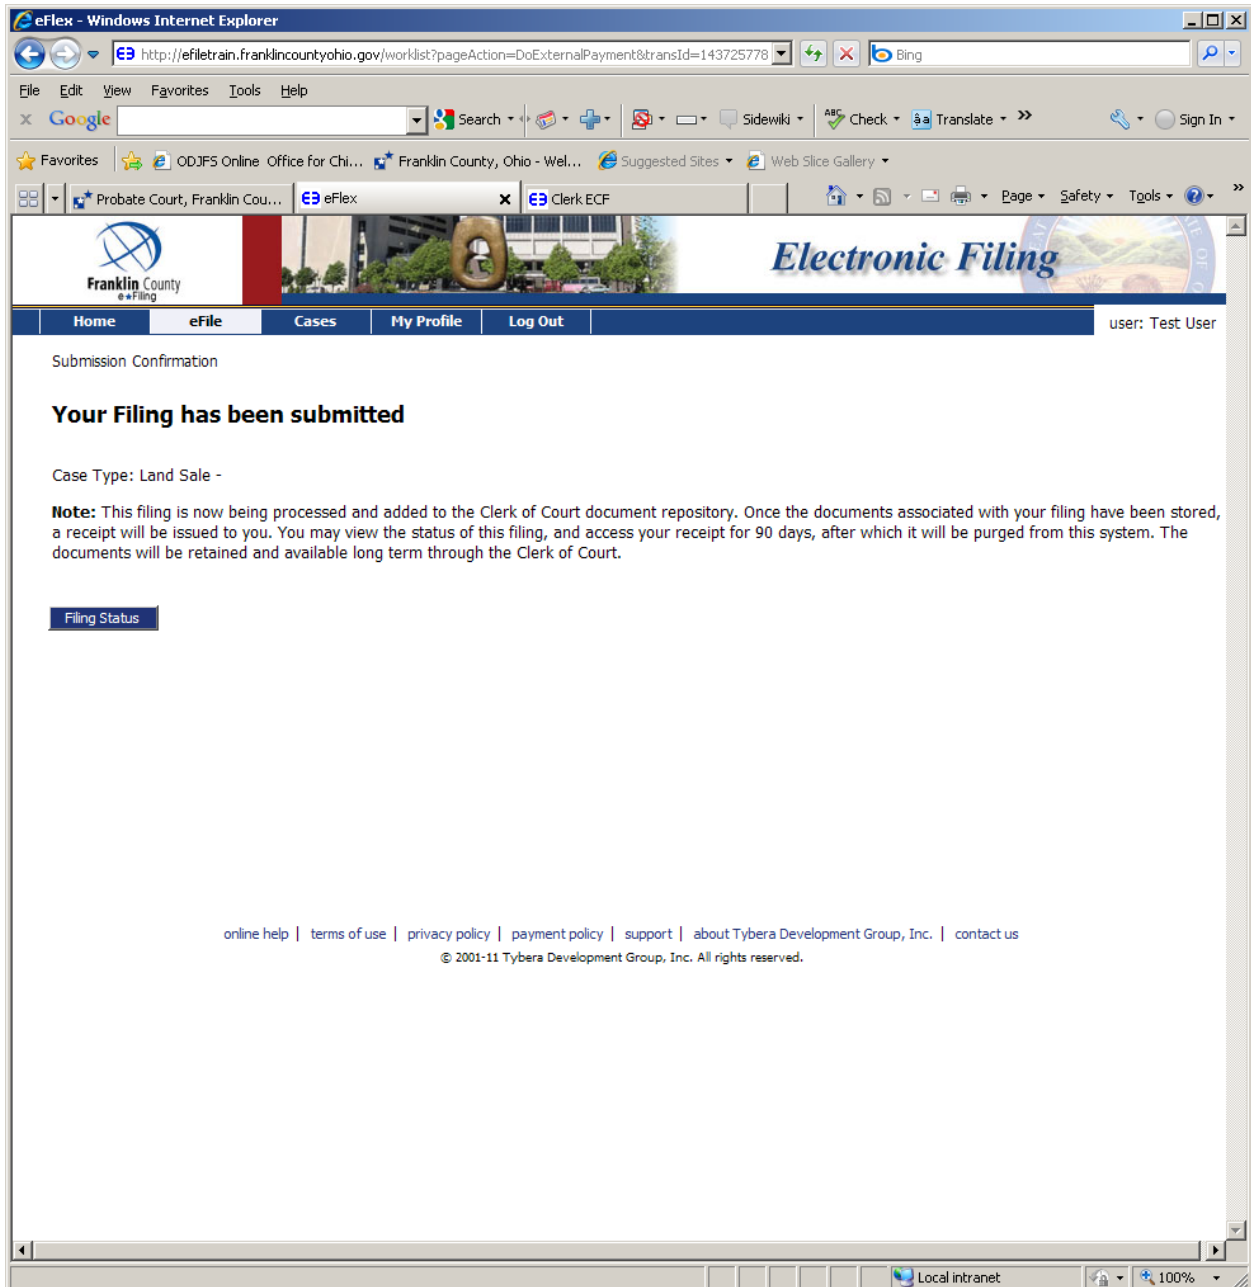 eFlex - Windows Internet Explorer
http://efiletrain.franklincountyohio.gov/worklist?pageAction=DoExternalPayment&transId=143725778
Bing
File Edit View Favorites Tools Help
x Google Search Sidewiki ABC Check āa Translate » Sign In
Favorites ODJFS Online Office for Chi... Franklin County, Ohio - Wel... Suggested Sites Web Slice Gallery
Probate Court, Franklin Cou... eFlex x Clerk ECF Page Safety Tools »
Franklin County
e★Filing
Electronic Filing
Home eFile Cases My Profile Log Out
user: Test User
Submission Confirmation
Your Filing has been submitted
Case Type: Land Sale -
Note: This filing is now being processed and added to the Clerk of Court document repository. Once the documents associated with your filing have been stored,
a receipt will be issued to you. You may view the status of this filing, and access your receipt for 90 days, after which it will be purged from this system. The
documents will be retained and available long term through the Clerk of Court.
Filing Status
online help | terms of use | privacy policy | payment policy | support | about Tybera Development Group, Inc. | contact us
© 2001-11 Tybera Development Group, Inc. All rights reserved.
Local intranet 100%